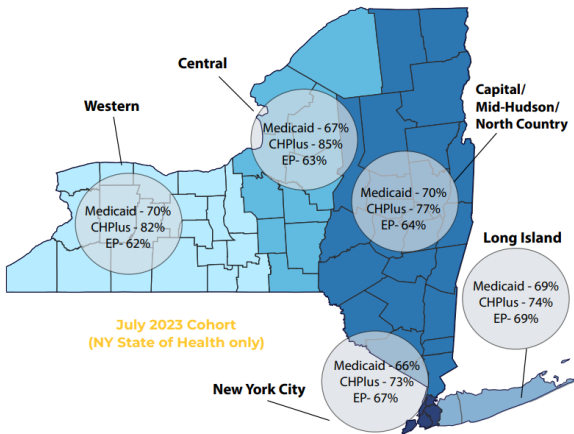 Central
Medicaid - 67%
CHPlus - 85%
EP- 63%
Western
Medicaid - 70%
CHPlus - 82%
EP- 62%
Capital/
Mid-Hudson/
North Country
Medicaid - 70%
CHPlus - 77%
EP- 64%
Long Island
Medicaid - 69%
CHPlus - 74%
EP- 69%
July 2023 Cohort
(NY State of Health only)
New York City
Medicaid - 66%
CHPlus - 73%
EP- 67%